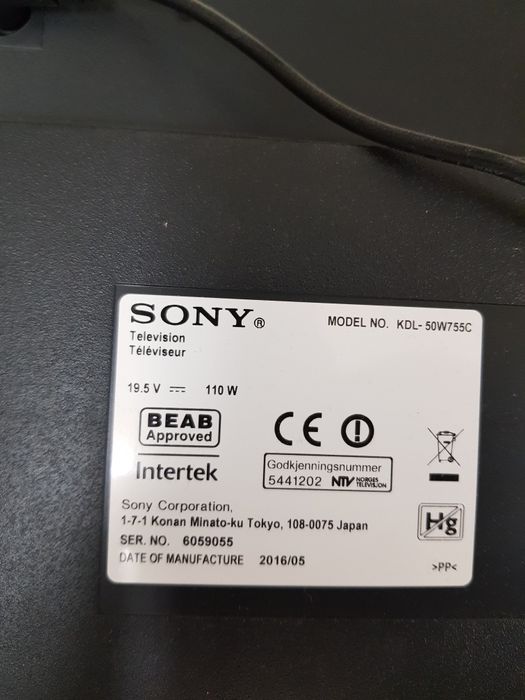 SONY®
MODEL NO. KDL-50W755C
Television
Téléviseur
19.5 V ⎓ 110 W
BEAB
Approved
CE
Intertek
Godkjenningsnummer
5441202 NTV NORGES TELEVISION
Sony Corporation,
1-7-1 Konan Minato-ku Tokyo, 108-0075 Japan
Hg
SER. NO. 6059055
DATE OF MANUFACTURE 2016/05
>PP<